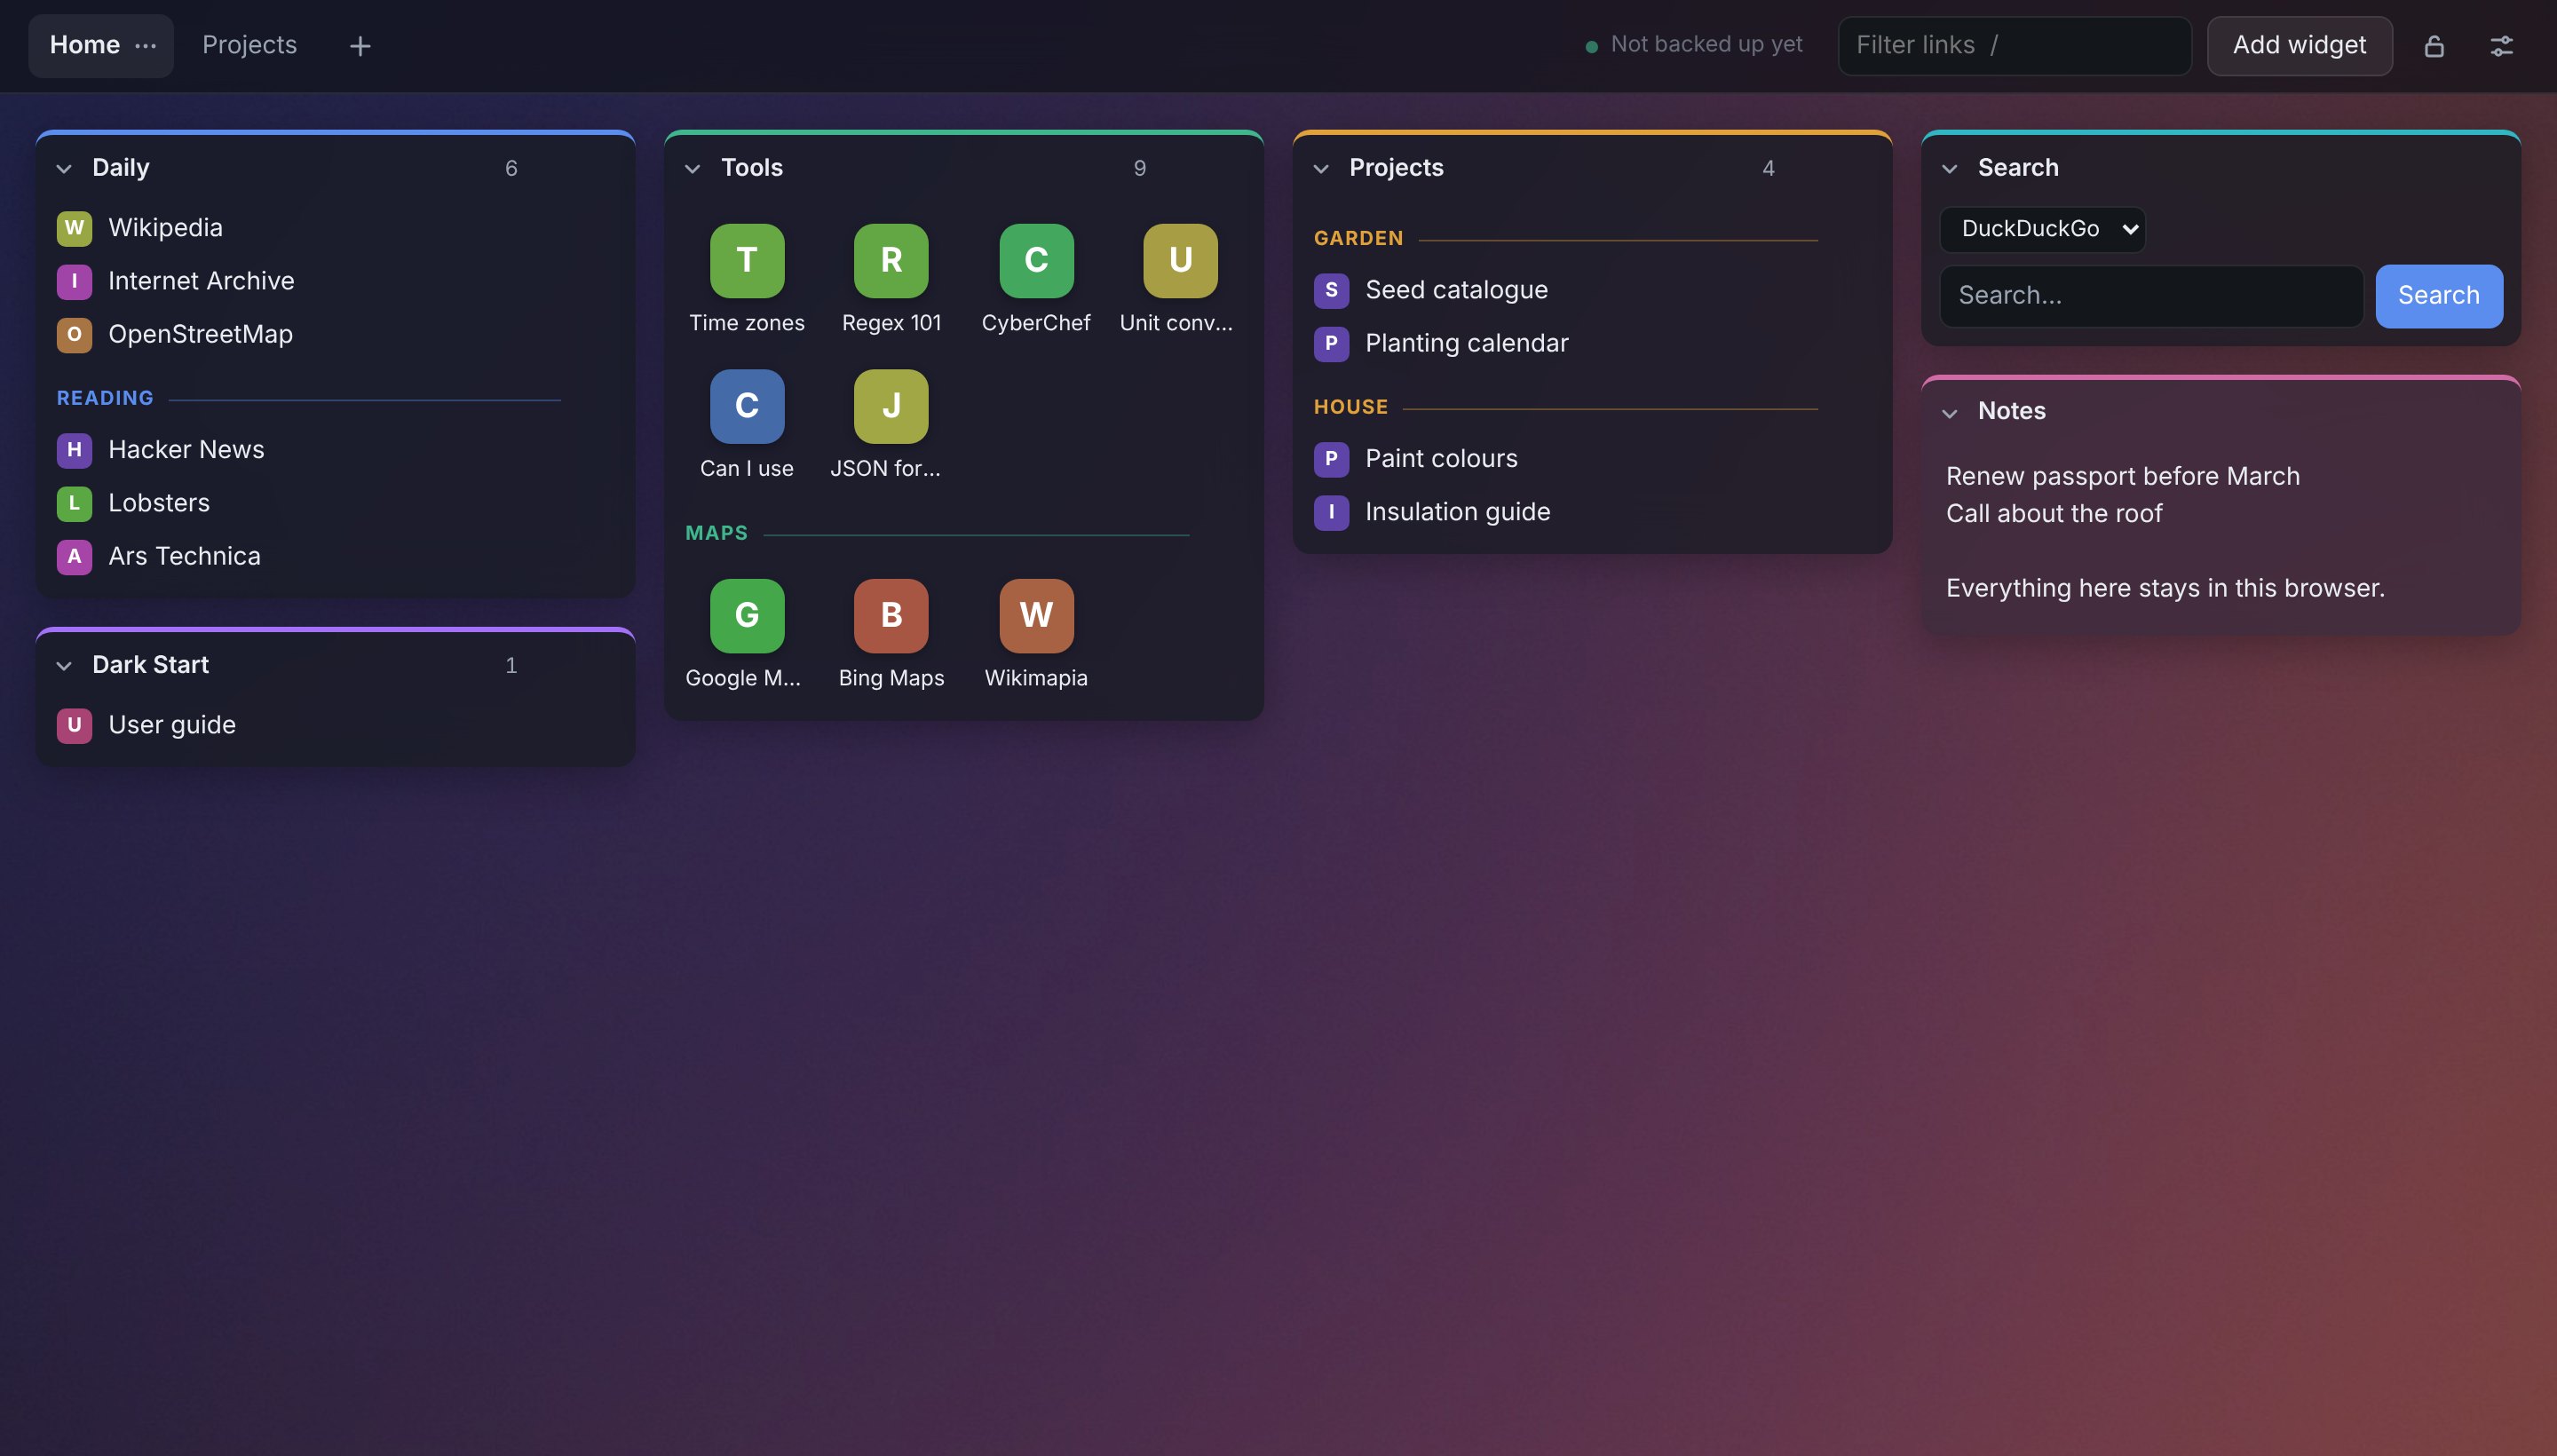 Home ···
Projects
+
Not backed up yet
Filter links /
Add widget
Daily 6
W Wikipedia
I Internet Archive
O OpenStreetMap
READING
H Hacker News
L Lobsters
A Ars Technica
Dark Start 1
U User guide
Tools 9
T R C U
Time zones Regex 101 CyberChef Unit conv...
C J
Can I use JSON for...
MAPS
G B W
Google M... Bing Maps Wikimapia
Projects 4
GARDEN
S Seed catalogue
P Planting calendar
HOUSE
P Paint colours
I Insulation guide
Search
DuckDuckGo
Search...
Search
Notes
Renew passport before March
Call about the roof
Everything here stays in this browser.